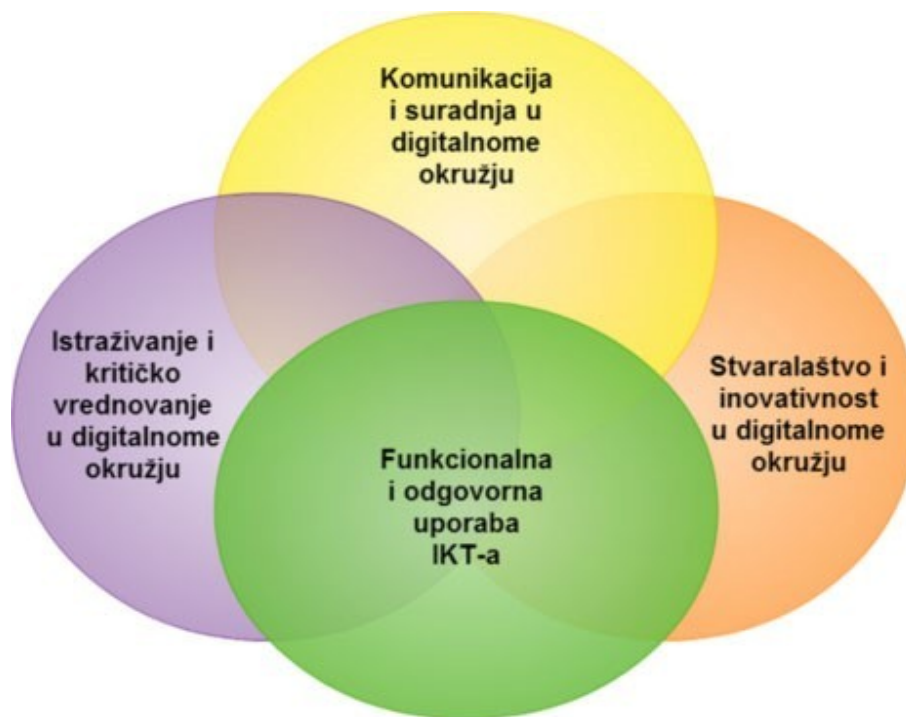 Komunikacija
i suradnja u
digitalnome
okružju
Istraživanje i
kritičko
vrednovanje
u digitalnome
okružju
Stvaralaštvo i
inovativnost
u digitalnome
okružju
Funkcionalna
i odgovorna
uporaba
IKT-a